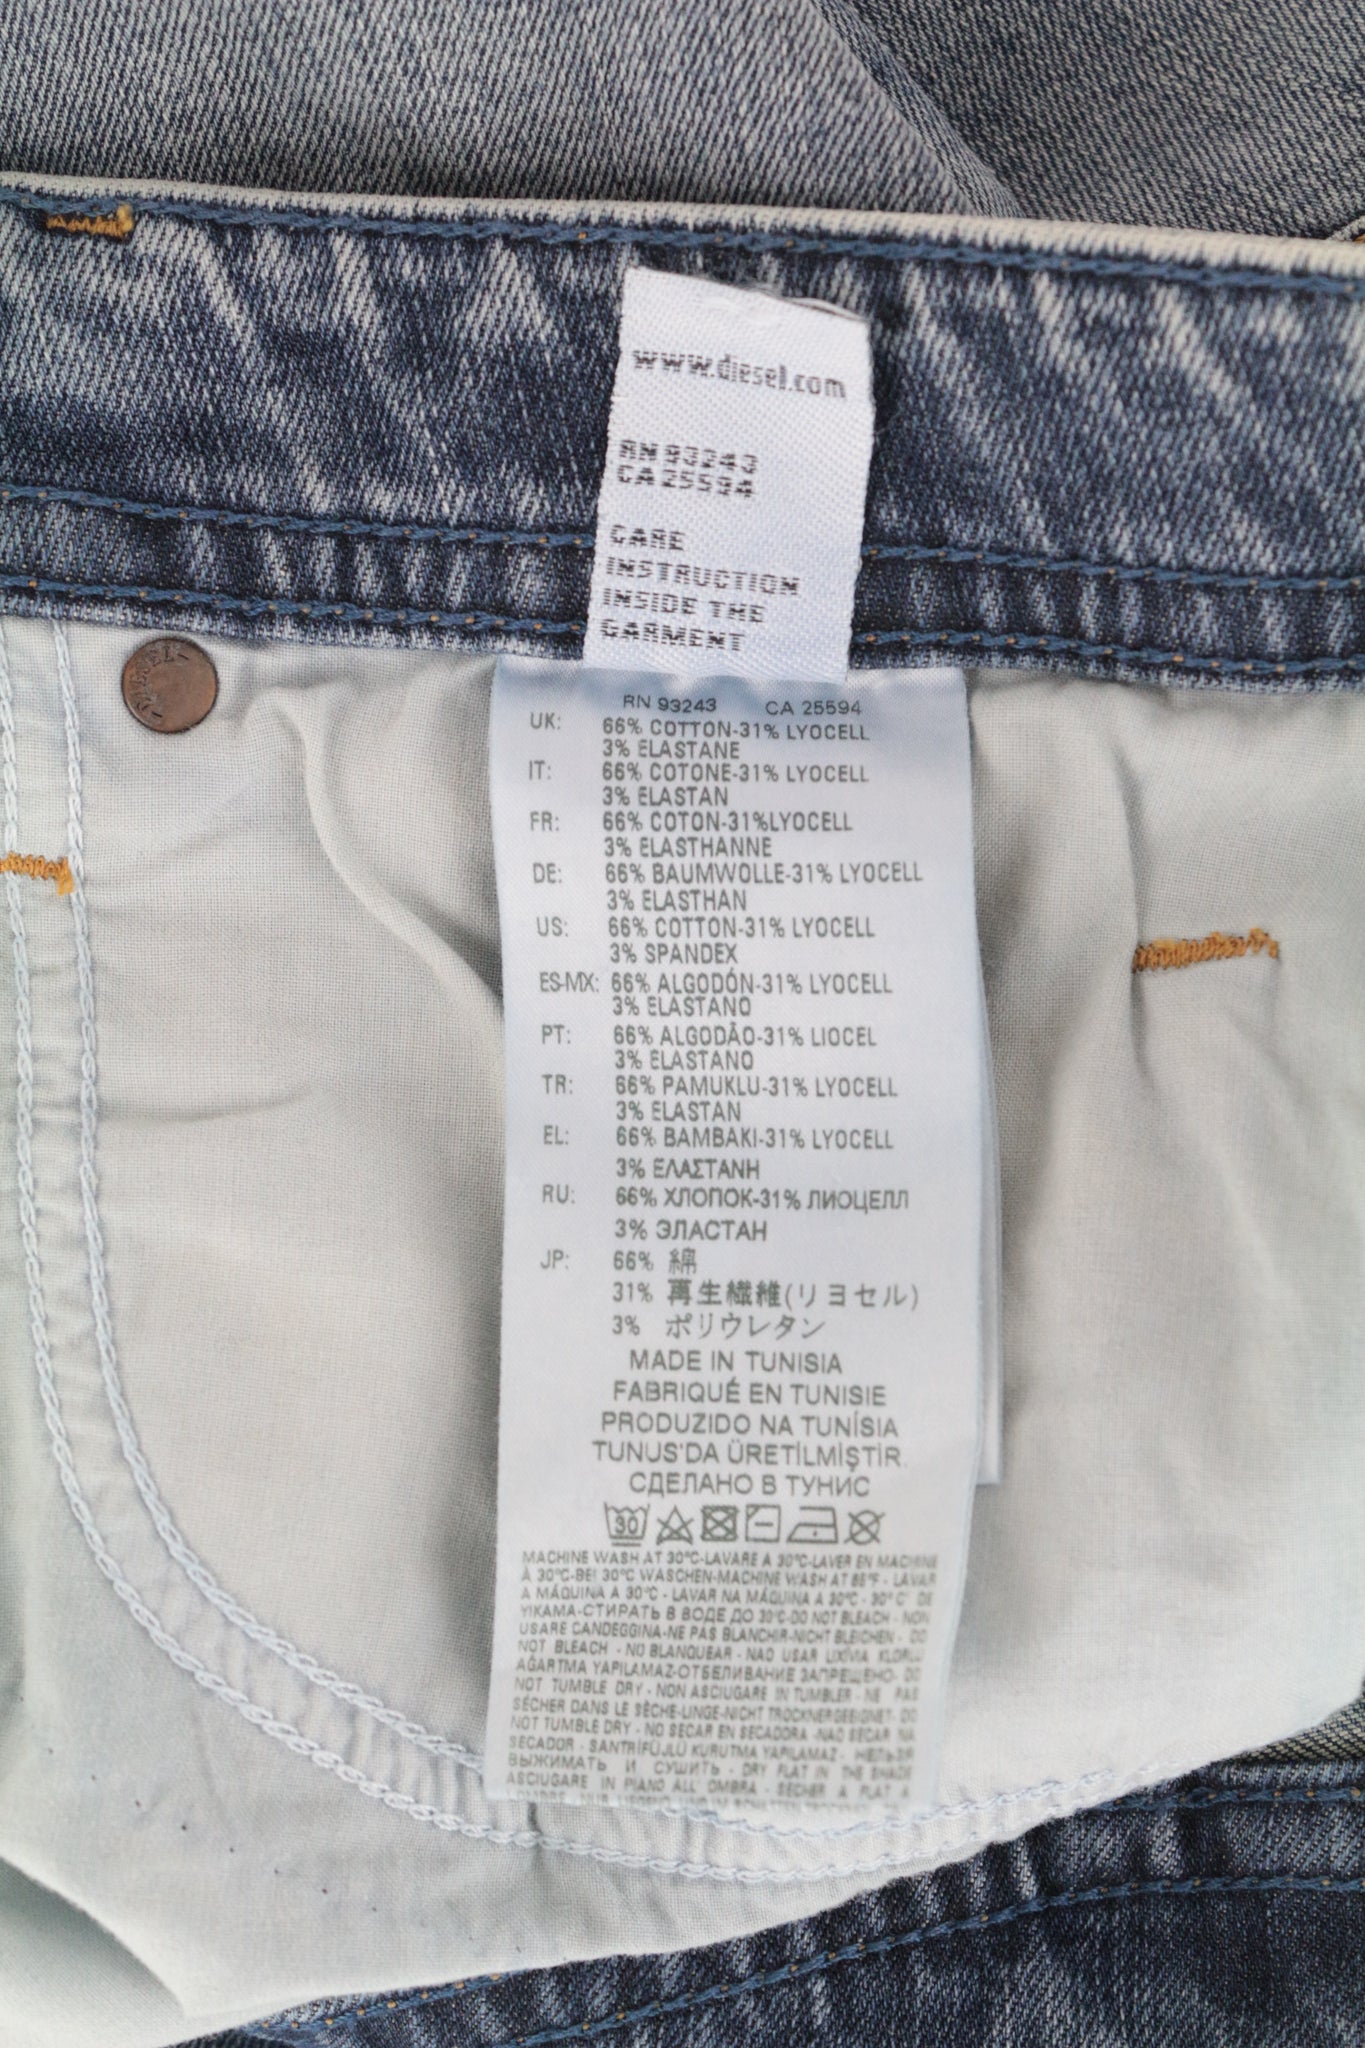 www.diesel.com
RN 93243
CA 25594
CARE
INSTRUCTION
INSIDE THE
GARMENT
DIESEL
RN 93243 CA 25594
UK: 66% COTTON-31% LYOCELL
3% ELASTANE
IT: 66% COTONE-31% LYOCELL
3% ELASTAN
FR: 66% COTON-31%LYOCELL
3% ELASTHANNE
DE: 66% BAUMWOLLE-31% LYOCELL
3% ELASTHAN
US: 66% COTTON-31% LYOCELL
3% SPANDEX
ES-MX: 66% ALGODÓN-31% LYOCELL
3% ELASTANO
PT: 66% ALGODÃO-31% LIOCEL
3% ELASTANO
TR: 66% PAMUKLU-31% LYOCELL
3% ELASTAN
EL: 66% BAMBAKI-31% LYOCELL
3% ΕΛΑΣΤΑΝΗ
RU: 66% ХЛОПОК-31% ЛИОЦЕЛЛ
3% ЭЛАСТАН
JP: 66% 綿
31% 再生繊維(リヨセル)
3% ポリウレタン
MADE IN TUNISIA
FABRIQUÉ EN TUNISIE
PRODUZIDO NA TUNÍSIA
TUNUS'DA ÜRETİLMİŞTİR.
СДЕЛАНО В ТУНИС
30
MACHINE WASH AT 30°C-LAVARE A 30°C-LAVER EN MACHINE
À 30°C-BEI 30°C WASCHEN-MACHINE WASH AT 85°F - LAVAR
A MÁQUINA A 30°C - LAVAR NA MÁQUINA A 30°C - 30°C' DE
YIKAMA-СТИРАТЬ В ВОДЕ ДО 30°C-DO NOT BLEACH - NON
USARE CANDEGGINA-NE PAS BLANCHIR-NICHT BLEICHEN - DO
NOT BLEACH - NO BLANQUEAR - NAO USAR LIXÍVIA KLORLU
AĞARTMA YAPILAMAZ-ОТБЕЛИВАНИЕ ЗАПРЕЩЕНО- DO
NOT TUMBLE DRY - NON ASCIUGARE IN TUMBLER - NE PAS
SÉCHER DANS LE SÈCHE-LINGE-NICHT TROCKNERGEEIGNET- DO
NOT TUMBLE DRY - NO SECAR EN SECADORA -NAO SECAR NA
SECADOR - SANTRİFÜJLÜ KURUTMA YAPILAMAZ - НЕЛЬЗЯ
ВЫЖИМАТЬ И СУШИТЬ - DRY FLAT IN THE SHADE
ASCIUGARE IN PIANO ALL' OMBRA - SÉCHER A PLAT A